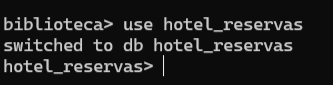 biblioteca> use hotel_reservas
switched to db hotel_reservas
hotel_reservas>